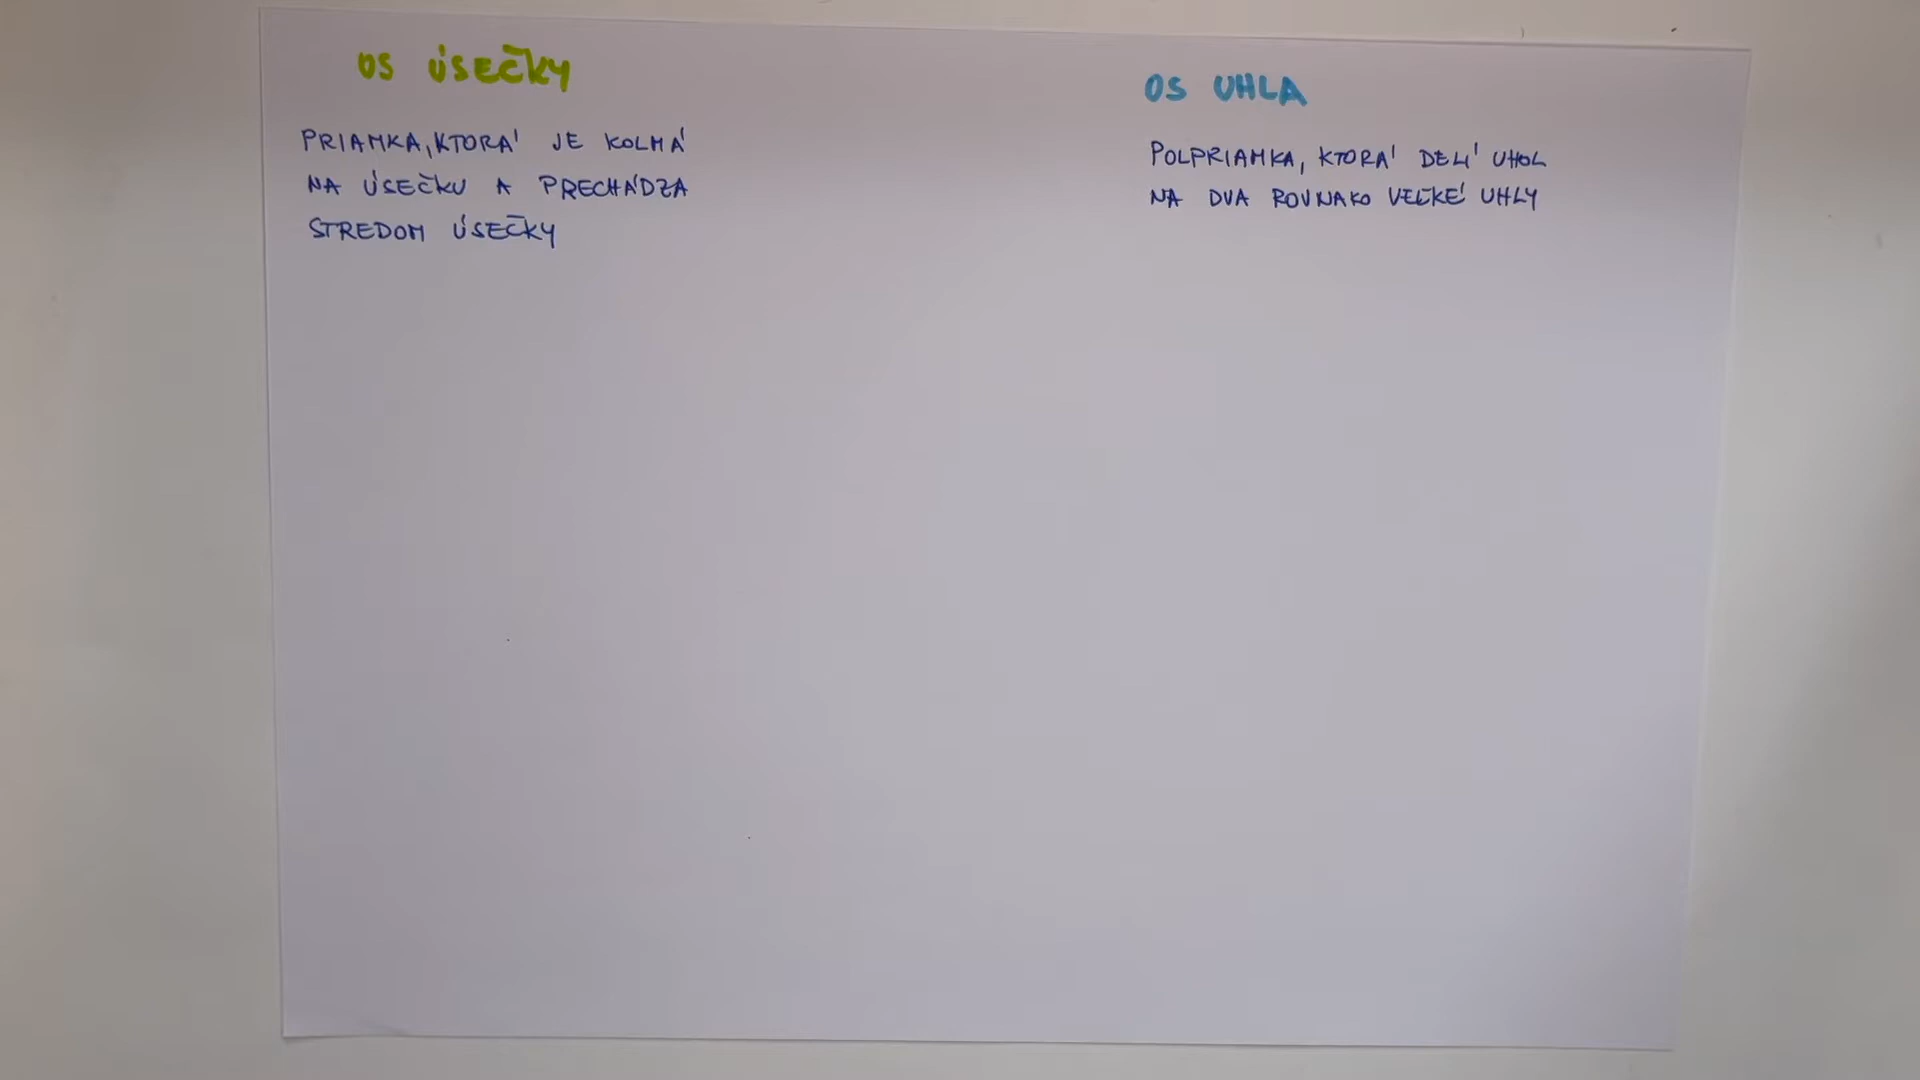 OS ÚSEČKY
PRIAMKA, KTORÁ JE KOLMÁ
NA ÚSEČKU A PRECHÁDZA
STREDOM ÚSEČKY
OS UHLA
POLPRIAMKA, KTORÁ DELÍ UHOL
NA DVA ROVNAKO VEĽKÉ UHLY